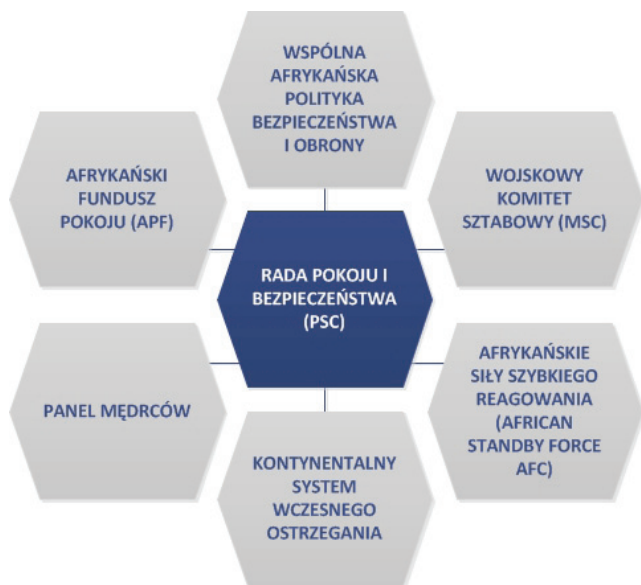 WSPÓLNA
AFRYKAŃSKA
POLITYKA
BEZPIECZEŃSTWA
I OBRONY
AFRYKAŃSKI
FUNDUSZ
POKOJU (APF)
WOJSKOWY
KOMITET
SZTABOWY (MSC)
RADA POKOJU I
BEZPIECZEŃSTWA
(PSC)
PANEL MĘDRCÓW
AFRYKAŃSKIE
SIŁY SZYBKIEGO
REAGOWANIA
(AFRICAN
STANDBY FORCE
AFC)
KONTYNENTALNY
SYSTEM
WCZESNEGO
OSTRZEGANIA